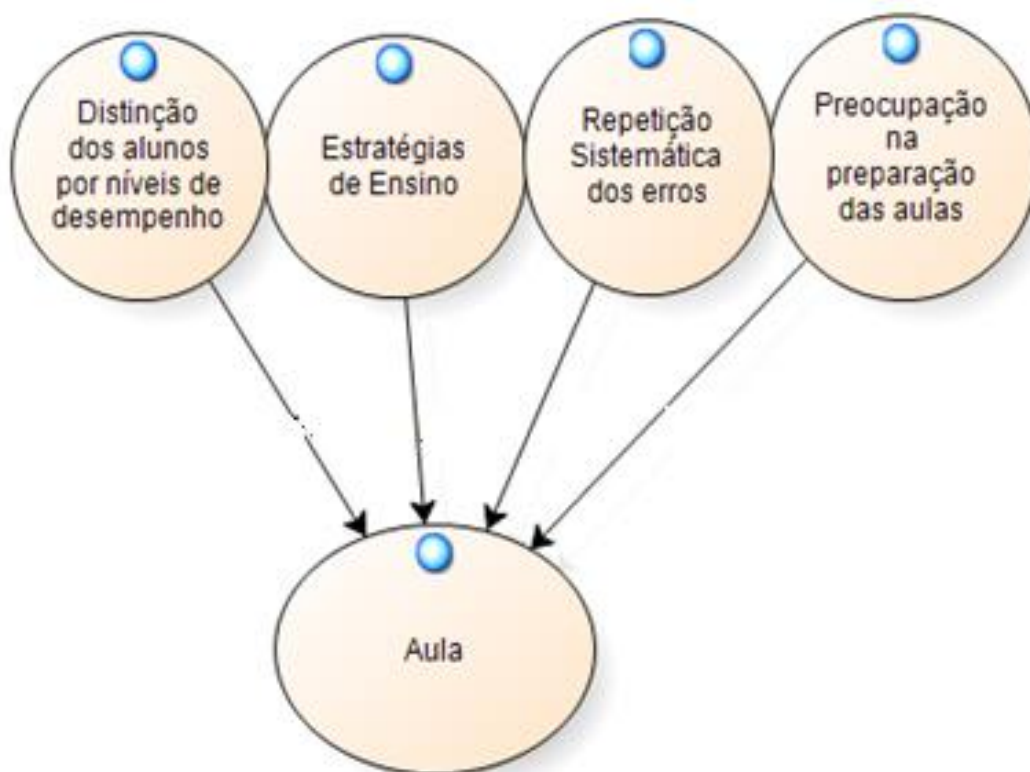 Distinção
dos alunos
por níveis de
desempenho
Estratégias
de Ensino
Repetição
Sistemática
dos erros
Preocupação
na
preparação
das aulas
Aula